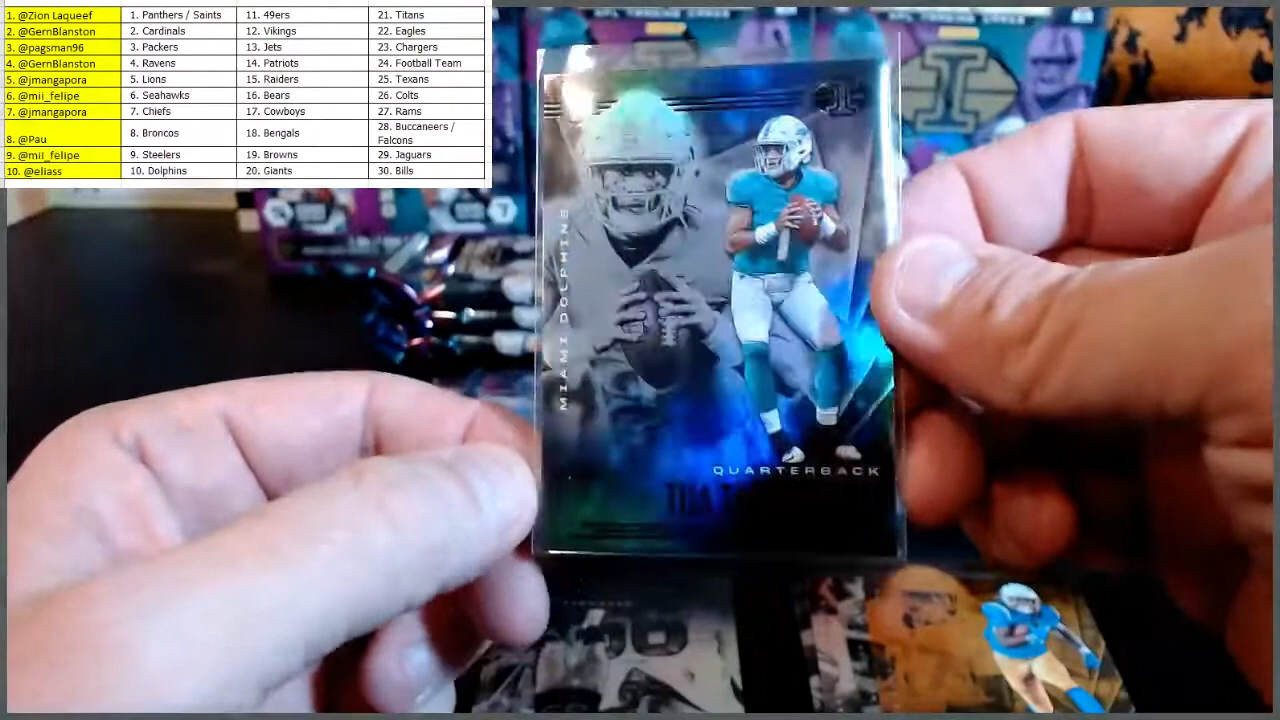 1. @Zion Laqueef 1. Panthers / Saints 11. 49ers 21. Titans
2. @GernBlanston 2. Cardinals 12. Vikings 22. Eagles
3. @pagsman96 3. Packers 13. Jets 23. Chargers
4. @GernBlanston 4. Ravens 14. Patriots 24. Football Team
5. @jmangapora 5. Lions 15. Raiders 25. Texans
6. @mii_felipe 6. Seahawks 16. Bears 26. Colts
7. @jmangapora 7. Chiefs 17. Cowboys 27. Rams
8. @Pau 8. Broncos 18. Bengals 28. Buccaneers / Falcons
9. @mii_felipe 9. Steelers 19. Browns 29. Jaguars
10. @eliass 10. Dolphins 20. Giants 30. Bills
MIAMI DOLPHINS
QUARTERBACK
TUA